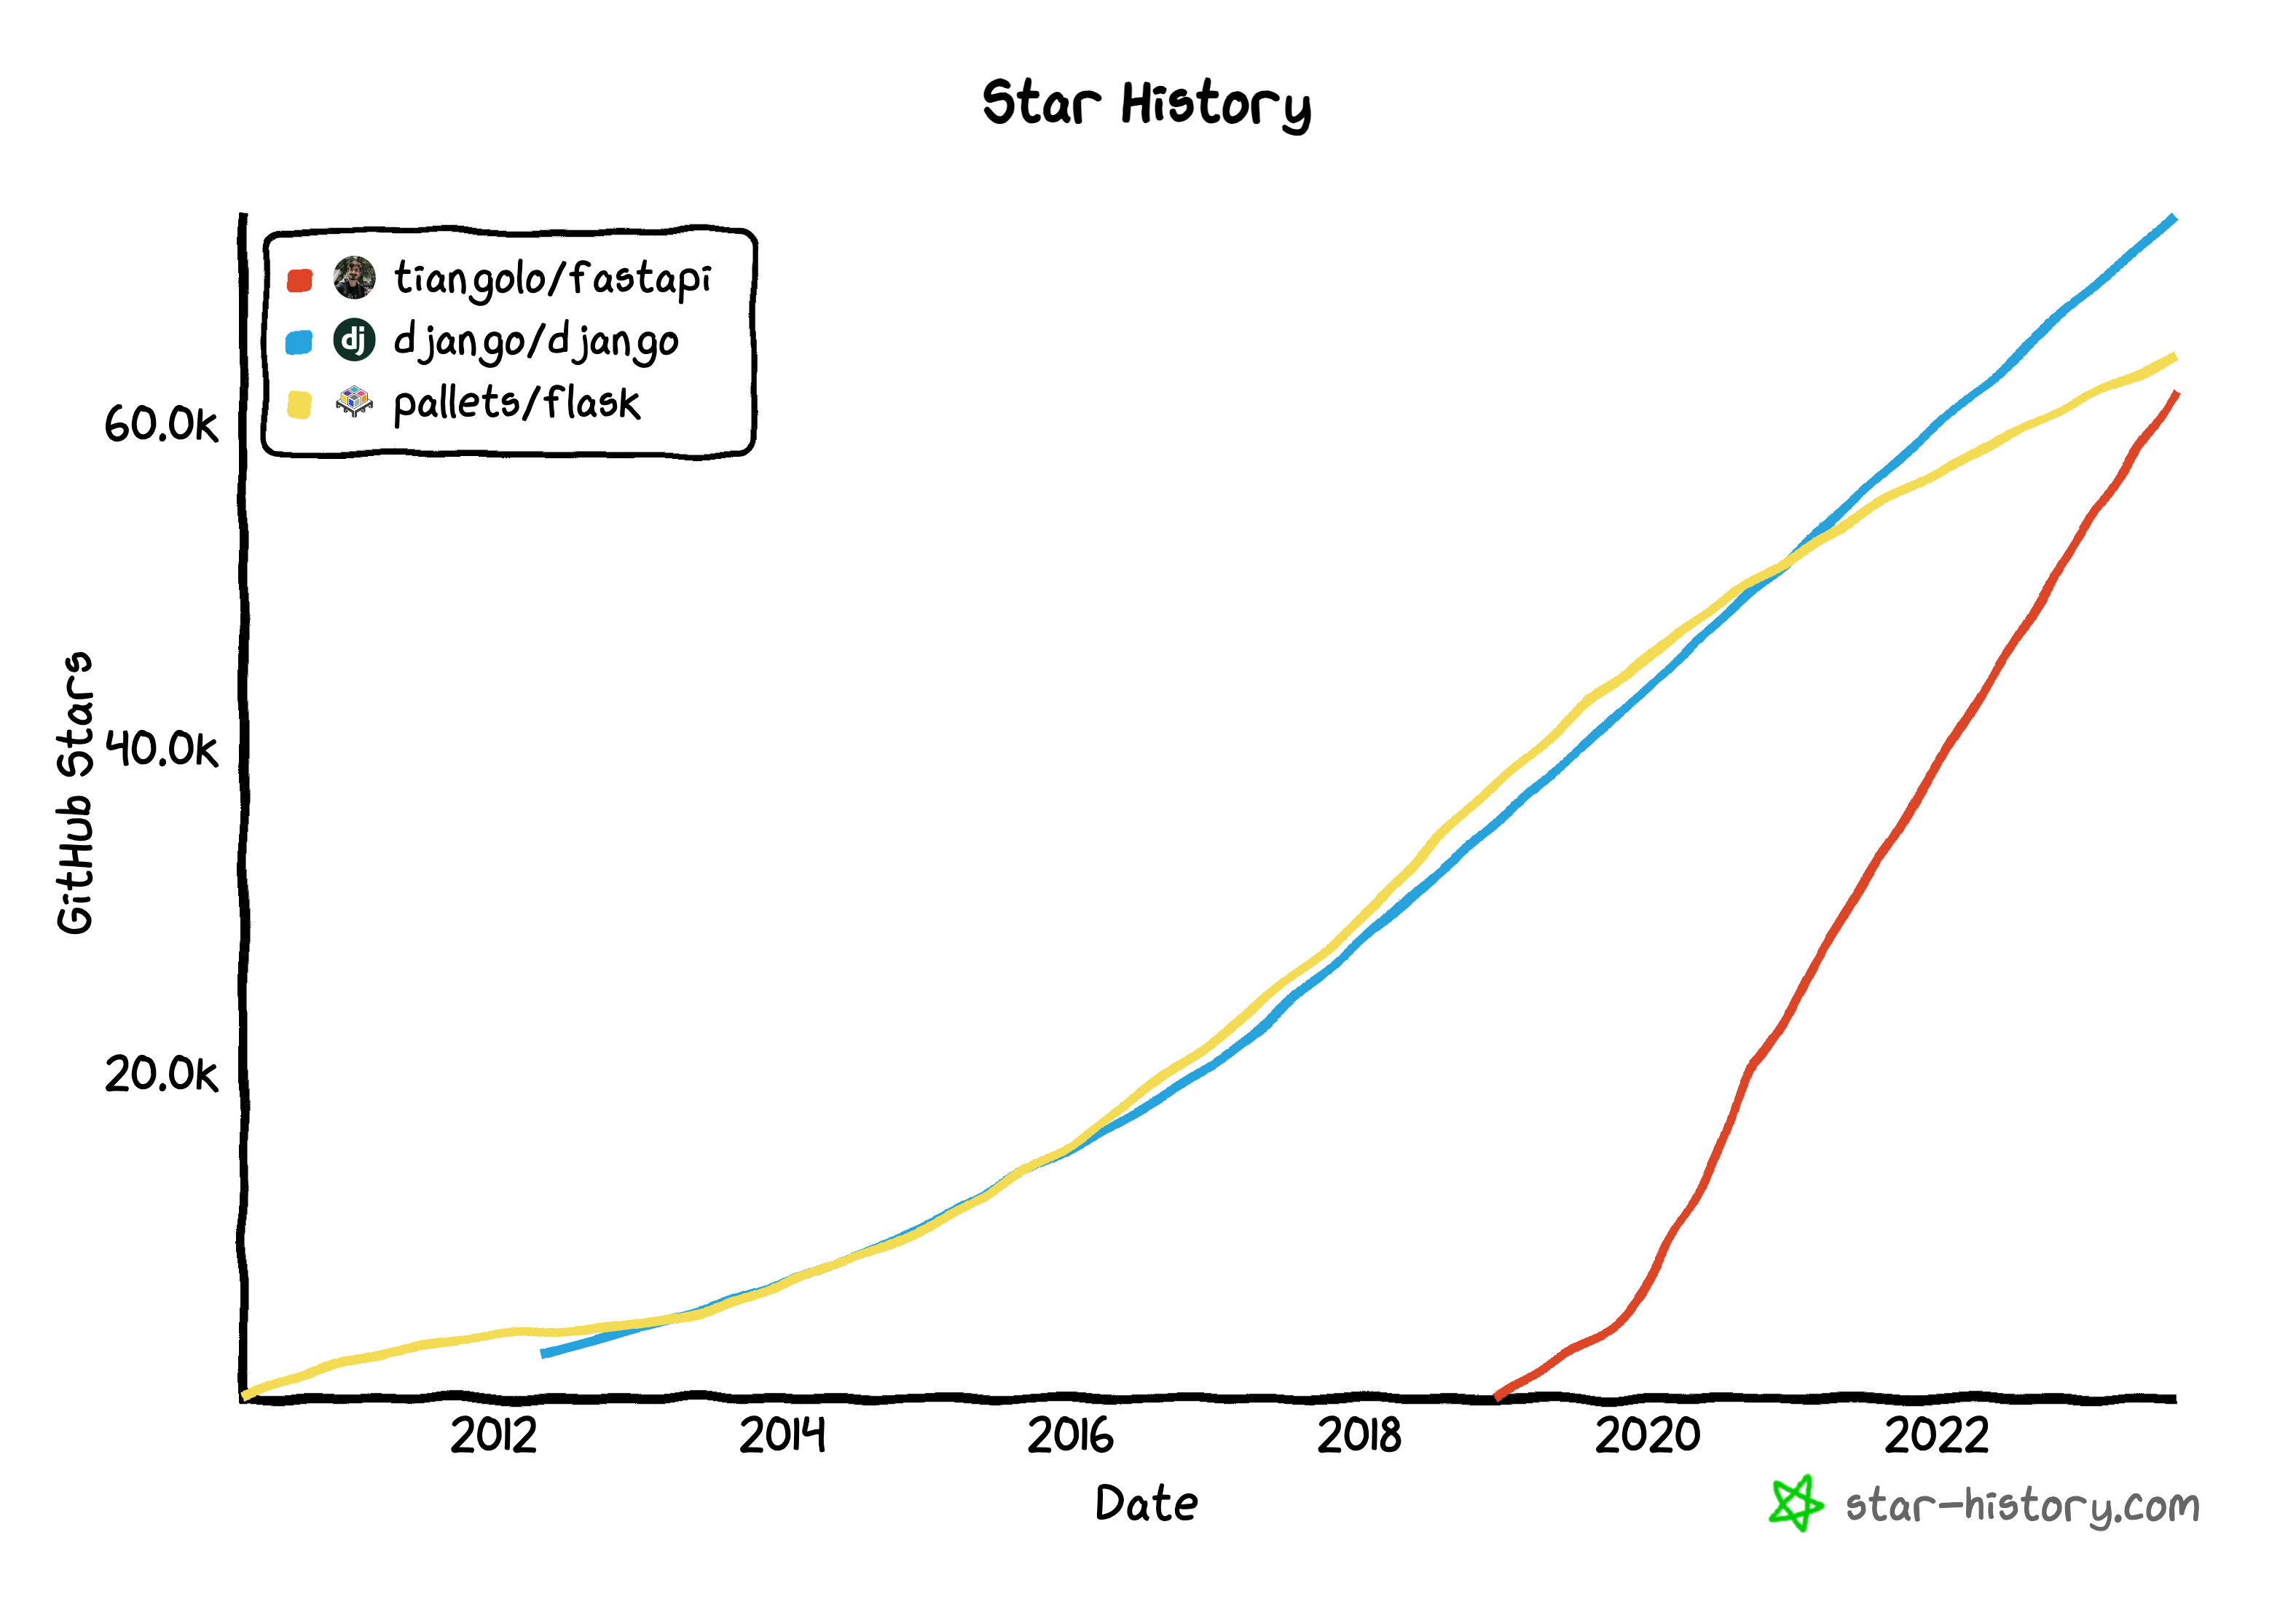 Star History
tiangolo/fastapi
dj django/django
pallets/flask
60.0k
40.0k
20.0k
GitHub Stars
2012 2014 2016 2018 2020 2022
Date
star-history.com